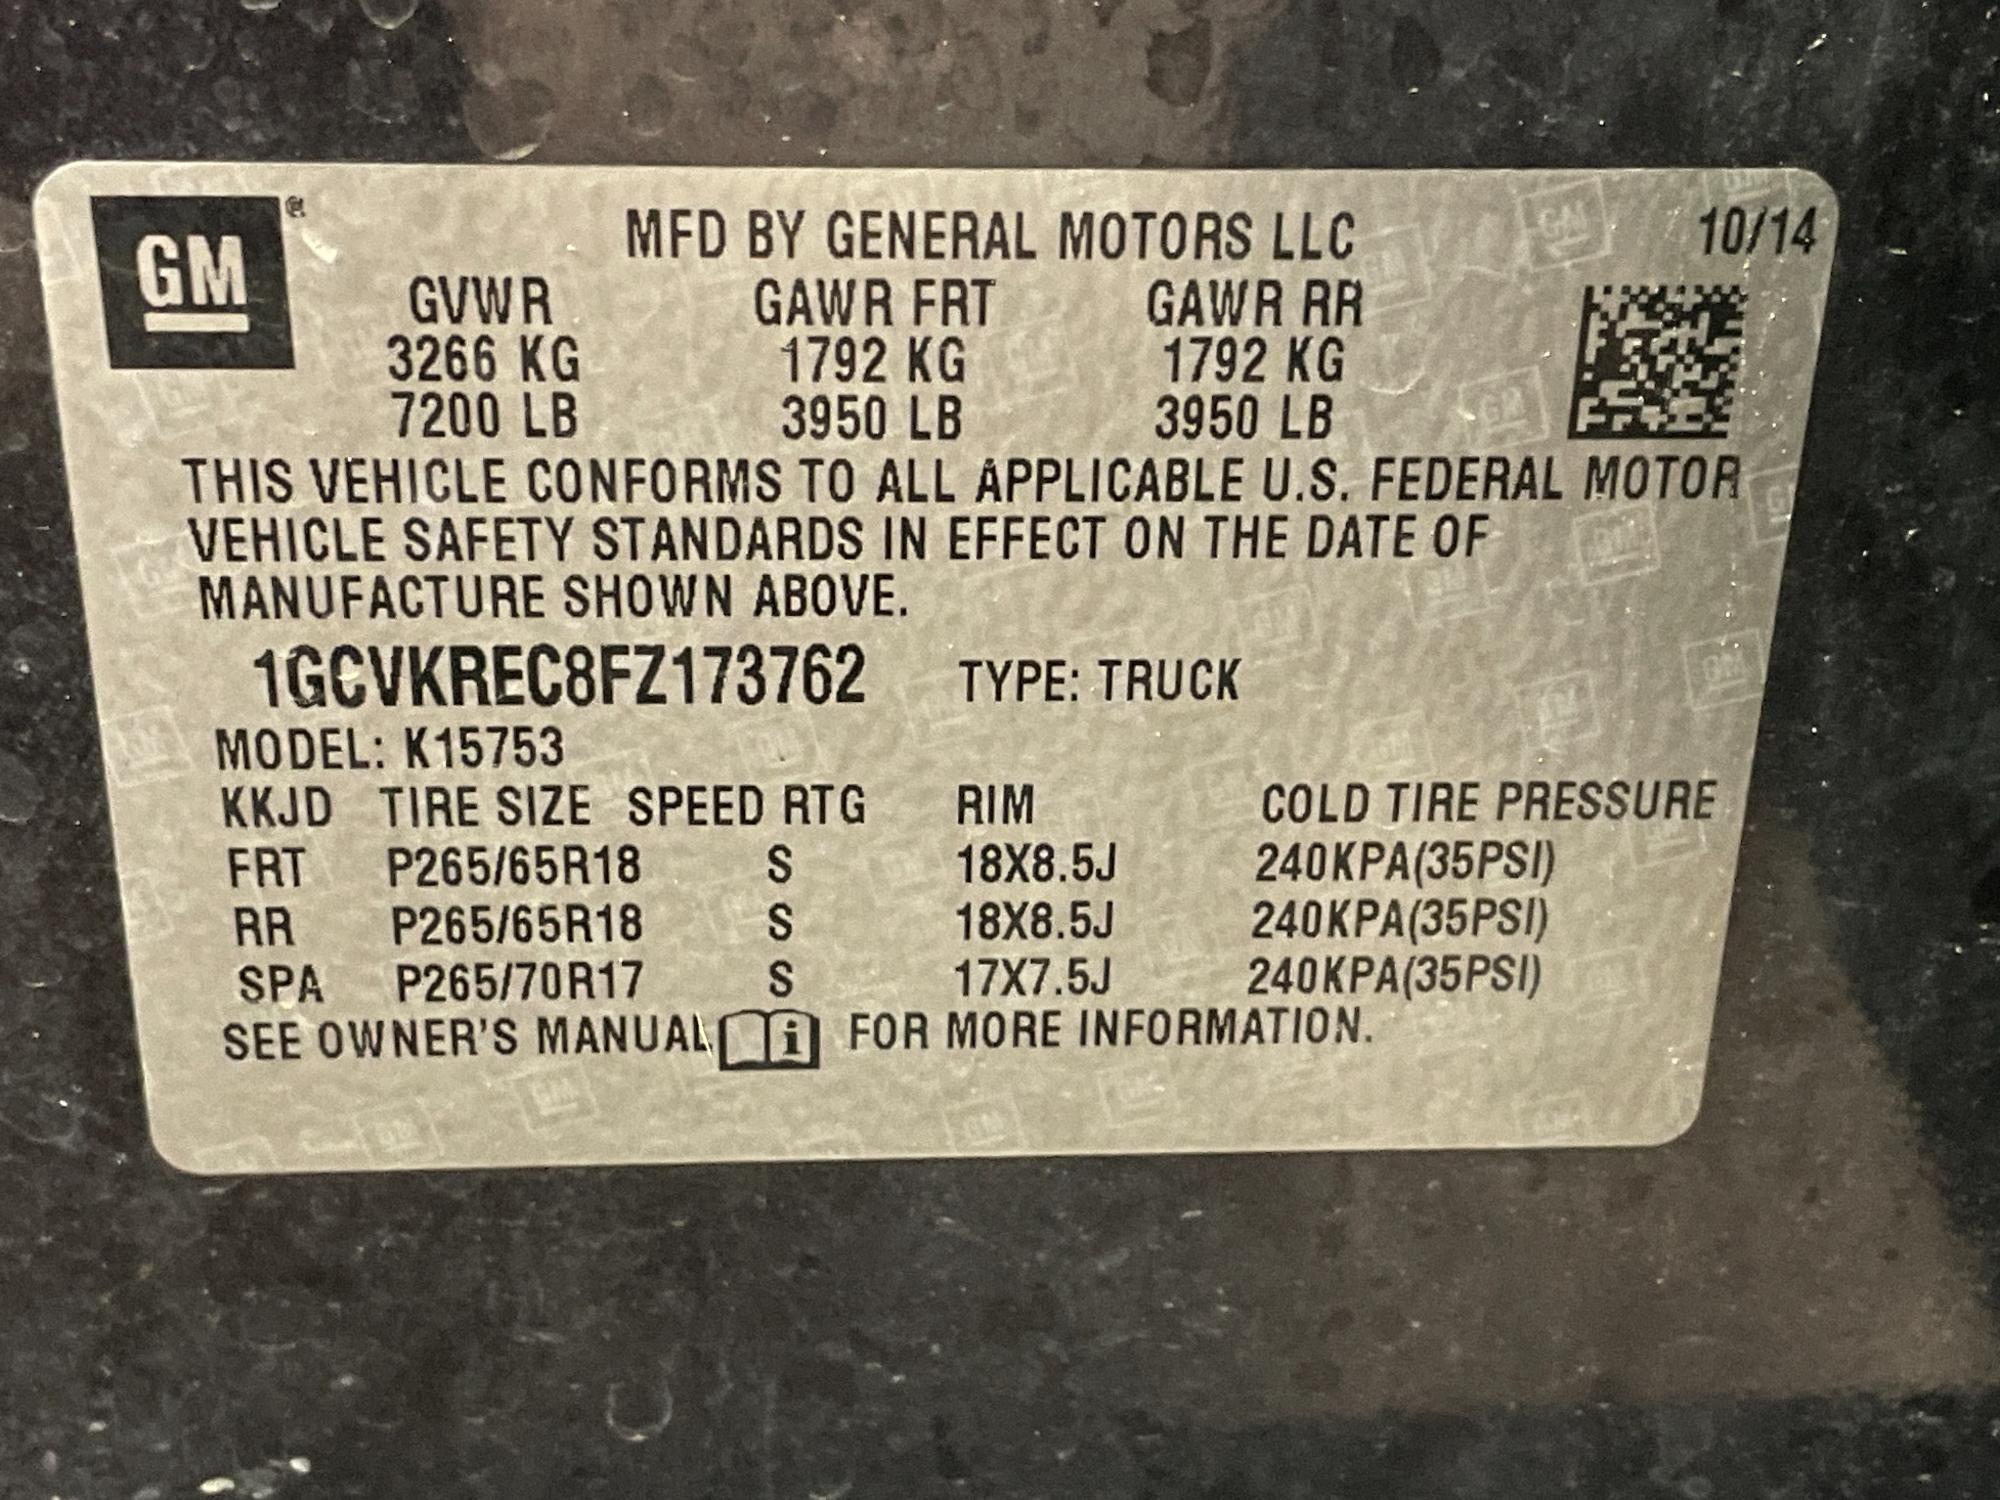 GM ®
MFD BY GENERAL MOTORS LLC 10/14
GVWR GAWR FRT GAWR RR
3266 KG 1792 KG 1792 KG
7200 LB 3950 LB 3950 LB
THIS VEHICLE CONFORMS TO ALL APPLICABLE U.S. FEDERAL MOTOR
VEHICLE SAFETY STANDARDS IN EFFECT ON THE DATE OF
MANUFACTURE SHOWN ABOVE.
1GCVKREC8FZ173762 TYPE: TRUCK
MODEL: K15753
KKJD TIRE SIZE SPEED RTG RIM COLD TIRE PRESSURE
FRT P265/65R18 S 18X8.5J 240KPA(35PSI)
RR P265/65R18 S 18X8.5J 240KPA(35PSI)
SPA P265/70R17 S 17X7.5J 240KPA(35PSI)
SEE OWNER'S MANUAL i FOR MORE INFORMATION.